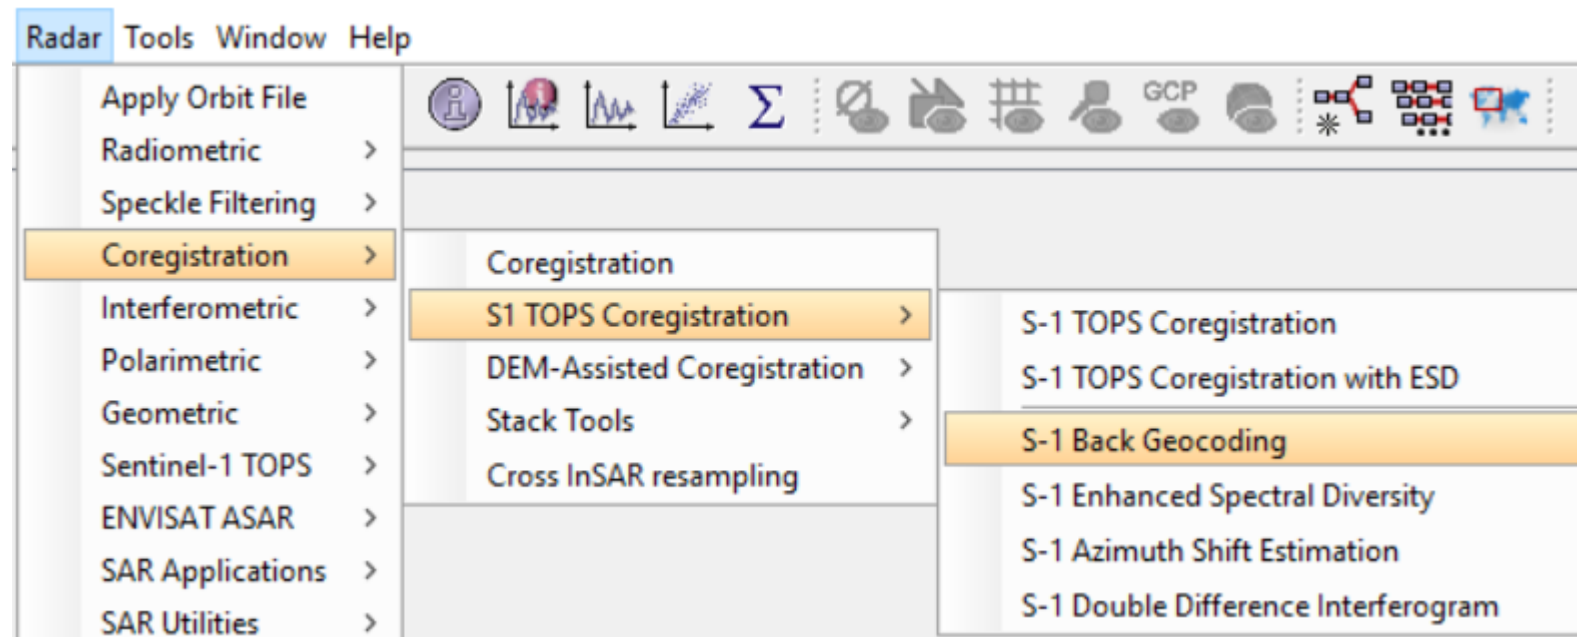 Radar Tools Window Help
GCP
Apply Orbit File
Radiometric
Speckle Filtering
Coregistration
Interferometric
Polarimetric
Geometric
Sentinel-1 TOPS
ENVISAT ASAR
SAR Applications
SAR Utilities
Coregistration
S1 TOPS Coregistration
DEM-Assisted Coregistration
Stack Tools
Cross InSAR resampling
S-1 TOPS Coregistration
S-1 TOPS Coregistration with ESD
S-1 Back Geocoding
S-1 Enhanced Spectral Diversity
S-1 Azimuth Shift Estimation
S-1 Double Difference Interferogram